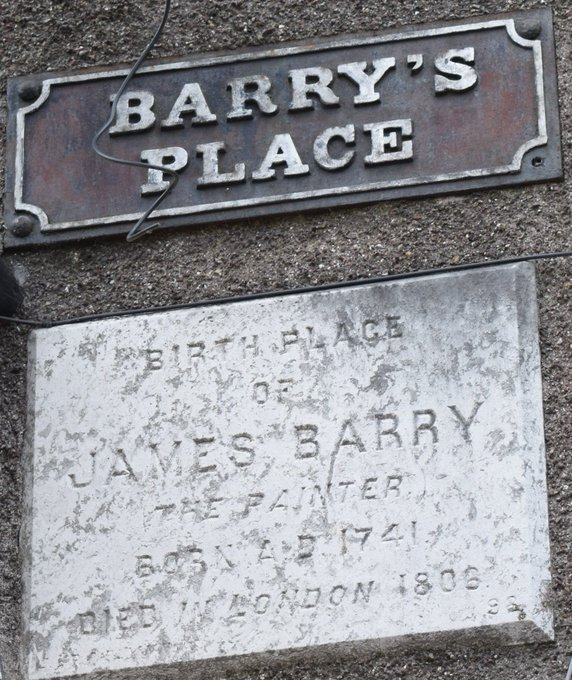 BARRY'S
PLACE
BIRTH PLACE
OF
JAMES BARRY
THE PAINTER
BORN A.D. 1741
DIED IN LONDON 1806